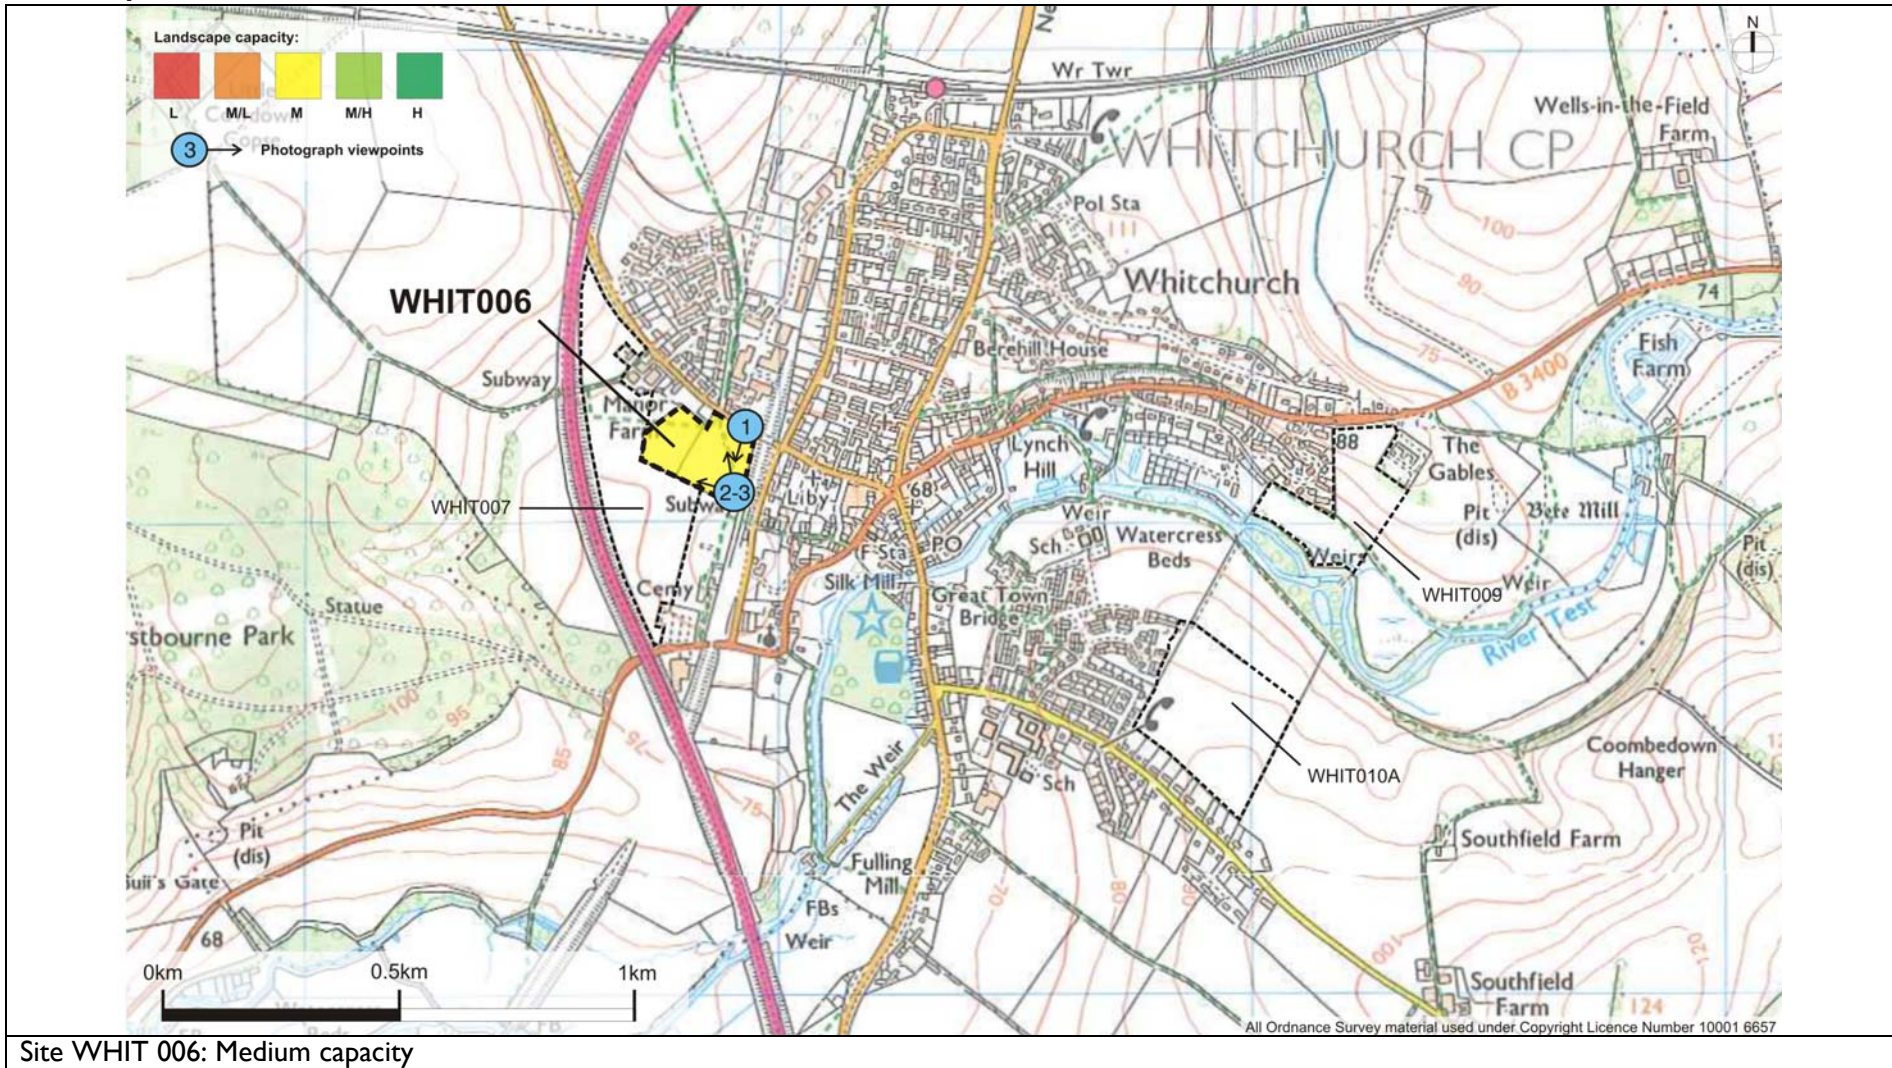 Landscape capacity:
L M/L M M/H H
3 Photograph viewpoints
N
Wr Twr
Wells-in-the-Field
Farm
WHITCHURCH CP
Pol Sta
111
100
Whitchurch
90
74
WHIT006
Berehill House
75
Fish
Farm
B 3400
Subway
Manor
Farm
1
2-3
Lynch
Hill
88
The
Gables
WHIT007
Subway
Liby
68
Weir
Pit
(dis)
Bere Mill
Sch
Watercress
Beds
F Sta
PO
Weirs
Pit
(dis)
Cemy
Silk Mill
Great Town
Bridge
WHIT009
Weir
River Test
Statue
stbourne Park
100
95
85
75
Coombedown
Hanger
WHIT010A
The Weir
Sch
75
Pit
(dis)
Southfield Farm
Fulling
Mill
70
80
90
FBs
Weir
68
100
120
Southfield
Farm
124
0km 0.5km 1km
All Ordnance Survey material used under Copyright Licence Number 10001 6657
Site WHIT 006: Medium capacity